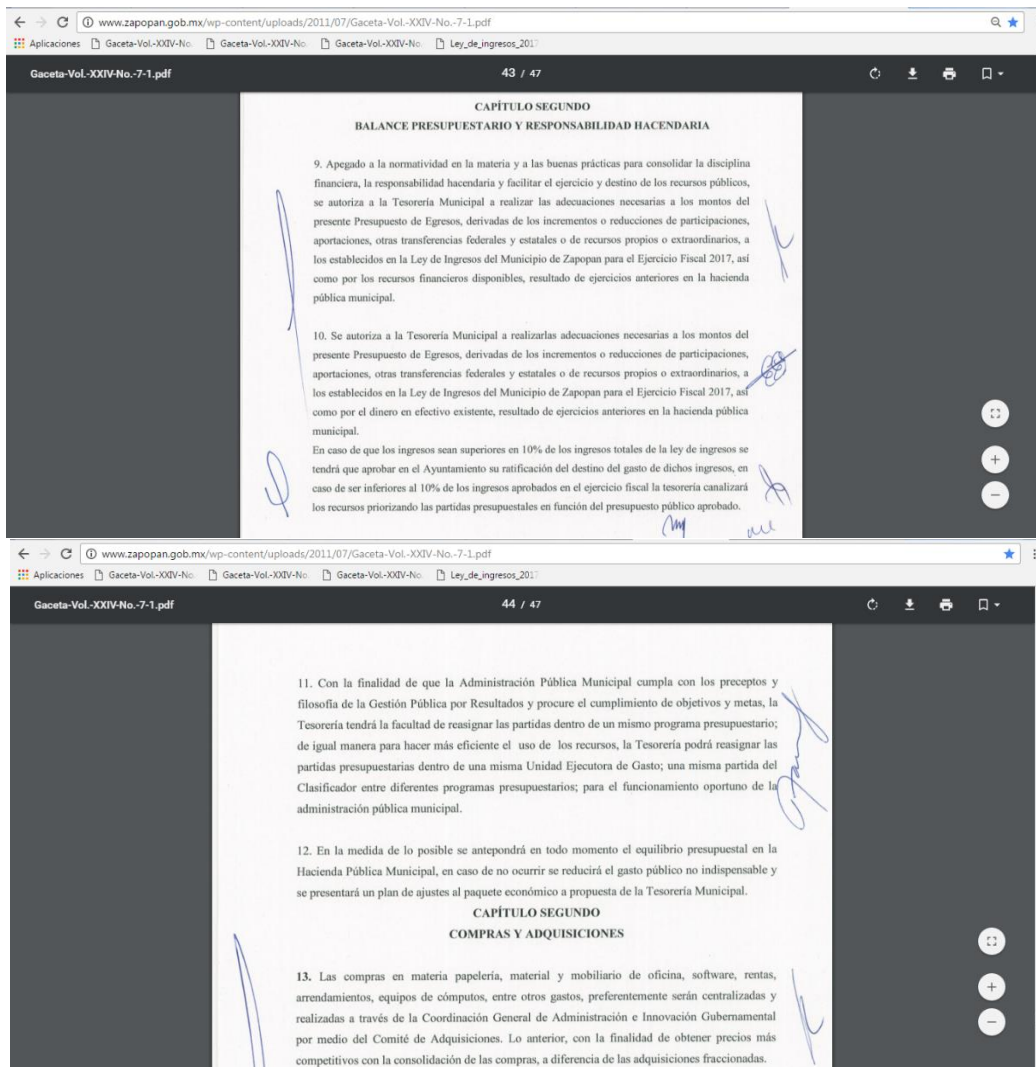 www.zapopan.gob.mx/wp-content/uploads/2011/07/Gaceta-Vol.-XXIV-No.-7-1.pdf
Aplicaciones Gaceta-Vol.-XXIV-No. Gaceta-Vol.-XXIV-No. Gaceta-Vol.-XXIV-No. Ley_de_ingresos_2017
Gaceta-Vol.-XXIV-No.-7-1.pdf 43 / 47
CAPÍTULO SEGUNDO
BALANCE PRESUPUESTARIO Y RESPONSABILIDAD HACENDARIA
9. Apegado a la normatividad en la materia y a las buenas prácticas para consolidar la disciplina
financiera, la responsabilidad hacendaria y facilitar el ejercicio y destino de los recursos públicos,
se autoriza a la Tesorería Municipal a realizar las adecuaciones necesarias a los montos del
presente Presupuesto de Egresos, derivadas de los incrementos o reducciones de participaciones,
aportaciones, otras transferencias federales y estatales o de recursos propios o extraordinarios, a
los establecidos en la Ley de Ingresos del Municipio de Zapopan para el Ejercicio Fiscal 2017, así
como por los recursos financieros disponibles, resultado de ejercicios anteriores en la hacienda
pública municipal.
10. Se autoriza a la Tesorería Municipal a realizarlas adecuaciones necesarias a los montos del
presente Presupuesto de Egresos, derivadas de los incrementos o reducciones de participaciones,
aportaciones, otras transferencias federales y estatales o de recursos propios o extraordinarios, a
los establecidos en la Ley de Ingresos del Municipio de Zapopan para el Ejercicio Fiscal 2017, así
como por el dinero en efectivo existente, resultado de ejercicios anteriores en la hacienda pública
municipal.
En caso de que los ingresos sean superiores en 10% de los ingresos totales de la ley de ingresos se
tendrá que aprobar en el Ayuntamiento su ratificación del destino del gasto de dichos ingresos, en
caso de ser inferiores al 10% de los ingresos aprobados en el ejercicio fiscal la tesorería canalizará
los recursos priorizando las partidas presupuestales en función del presupuesto público aprobado.
www.zapopan.gob.mx/wp-content/uploads/2011/07/Gaceta-Vol.-XXIV-No.-7-1.pdf
Aplicaciones Gaceta-Vol.-XXIV-No. Gaceta-Vol.-XXIV-No. Gaceta-Vol.-XXIV-No. Ley_de_ingresos_2017
Gaceta-Vol.-XXIV-No.-7-1.pdf 44 / 47
11. Con la finalidad de que la Administración Pública Municipal cumpla con los preceptos y
filosofía de la Gestión Pública por Resultados y procure el cumplimiento de objetivos y metas, la
Tesorería tendrá la facultad de reasignar las partidas dentro de un mismo programa presupuestario;
de igual manera para hacer más eficiente el uso de los recursos, la Tesorería podrá reasignar las
partidas presupuestarias dentro de una misma Unidad Ejecutora de Gasto; una misma partida del
Clasificador entre diferentes programas presupuestarios; para el funcionamiento oportuno de la
administración pública municipal.
12. En la medida de lo posible se antepondrá en todo momento el equilibrio presupuestal en la
Hacienda Pública Municipal, en caso de no ocurrir se reducirá el gasto público no indispensable y
se presentará un plan de ajustes al paquete económico a propuesta de la Tesorería Municipal.
CAPÍTULO SEGUNDO
COMPRAS Y ADQUISICIONES
13. Las compras en materia papelería, material y mobiliario de oficina, software, rentas,
arrendamientos, equipos de cómputos, entre otros gastos, preferentemente serán centralizadas y
realizadas a través de la Coordinación General de Administración e Innovación Gubernamental
por medio del Comité de Adquisiciones. Lo anterior, con la finalidad de obtener precios más
competitivos con la consolidación de las compras, a diferencia de las adquisiciones fraccionadas.